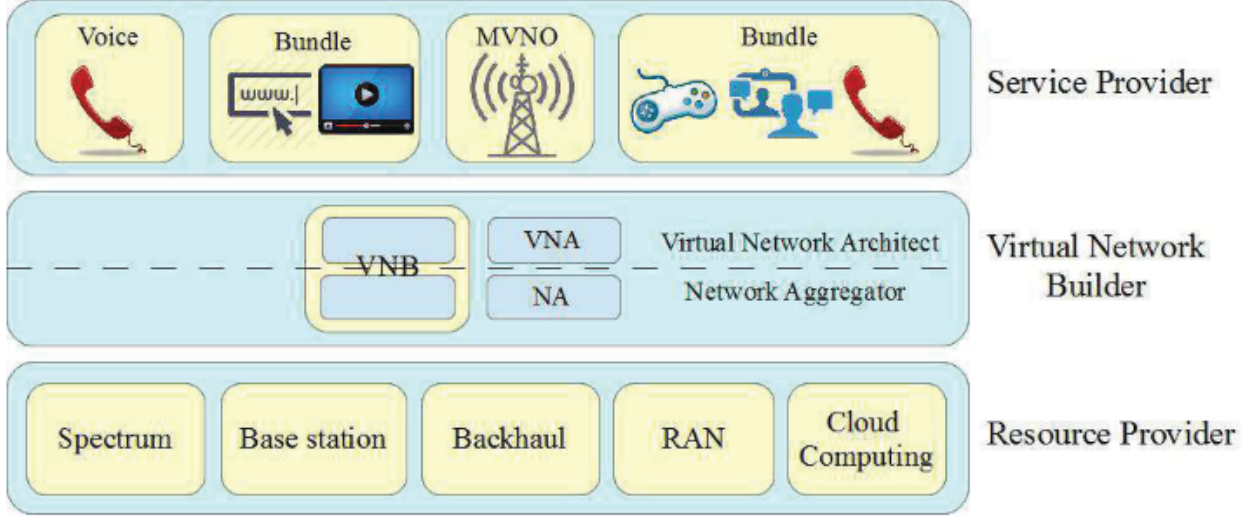 Voice
Bundle
www.
MVNO
Bundle
Service Provider
VNB
VNA
NA
Virtual Network Architect
Network Aggregator
Virtual Network
Builder
Spectrum
Base station
Backhaul
RAN
Cloud
Computing
Resource Provider